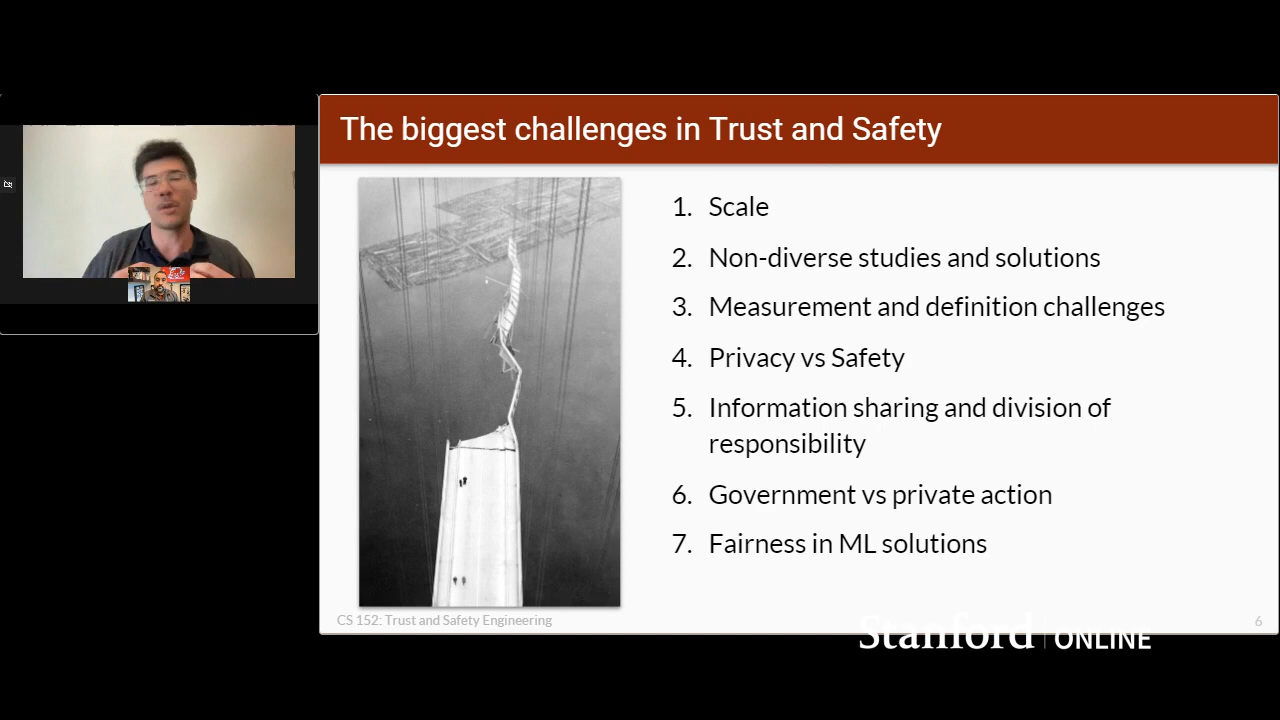 The biggest challenges in Trust and Safety
1. Scale
2. Non-diverse studies and solutions
3. Measurement and definition challenges
4. Privacy vs Safety
5. Information sharing and division of
responsibility
6. Government vs private action
7. Fairness in ML solutions
CS 152: Trust and Safety Engineering
6
Stanford | ONLINE